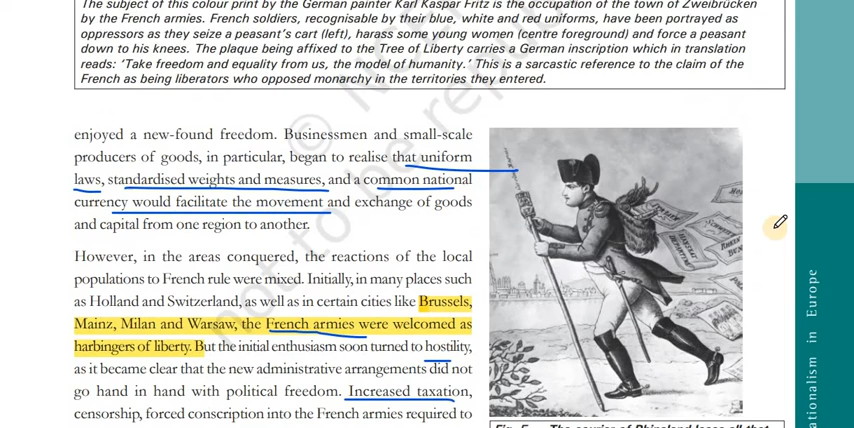 The subject of this colour print by the German painter Karl Kaspar Fritz is the occupation of the town of Zweibrücken
by the French armies. French soldiers, recognisable by their blue, white and red uniforms, have been portrayed as
oppressors as they seize a peasant's cart (left), harass some young women (centre foreground) and force a peasant
down to his knees. The plaque being affixed to the Tree of Liberty carries a German inscription which in translation
reads: 'Take freedom and equality from us, the model of humanity.' This is a sarcastic reference to the claim of the
French as being liberators who opposed monarchy in the territories they entered.
enjoyed a new-found freedom. Businessmen and small-scale
producers of goods, in particular, began to realise that uniform
laws, standardised weights and measures, and a common national
currency would facilitate the movement and exchange of goods
and capital from one region to another.
However, in the areas conquered, the reactions of the local
populations to French rule were mixed. Initially, in many places such
as Holland and Switzerland, as well as in certain cities like Brussels,
Mainz, Milan and Warsaw, the French armies were welcomed as
harbingers of liberty. But the initial enthusiasm soon turned to hostility,
as it became clear that the new administrative arrangements did not
go hand in hand with political freedom. Increased taxation,
censorship, forced conscription into the French armies required to
ationalism in Europe
not to be republ